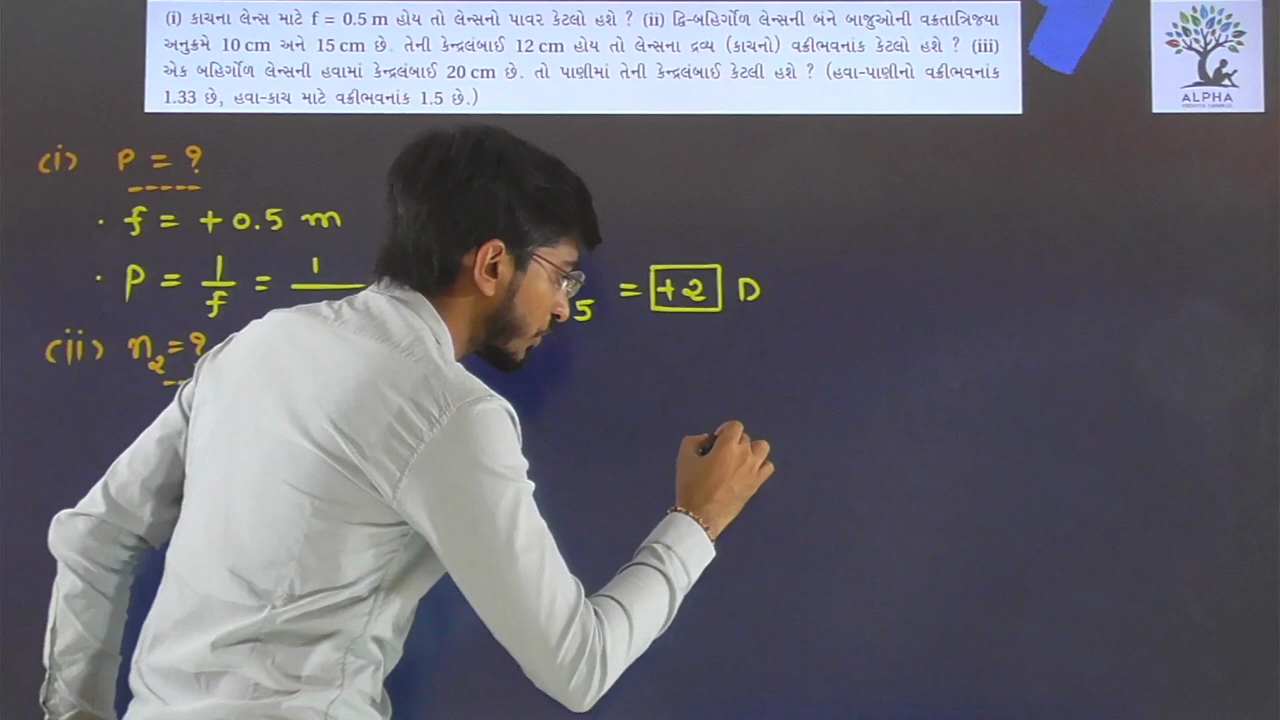 (i) કાચના લેન્સ માટે f = 0.5 m હોય તો લેન્સનો પાવર કેટલો હશે ? (ii) દ્વિ-બહિર્ગોળ લેન્સની બંને બાજુઓની વક્રતાત્રિજ્યા
અનુક્રમે 10 cm અને 15 cm છે. તેની કેન્દ્રલંબાઈ 12 cm હોય તો લેન્સના દ્રવ્ય (કાચનો) વક્રીભવનાંક કેટલો હશે ? (iii)
એક બહિર્ગોળ લેન્સની હવામાં કેન્દ્રલંબાઈ 20 cm છે. તો પાણીમાં તેની કેન્દ્રલંબાઈ કેટલી હશે ? (હવા-પાણીનો વક્રીભવનાંક
1.33 છે, હવા-કાચ માટે વક્રીભવનાંક 1.5 છે.)
ALPHA
(i) P = ?
· f = + 0.5 m
· P = 1/f = 1 5 = +2 D
(ii) n₂ = ?